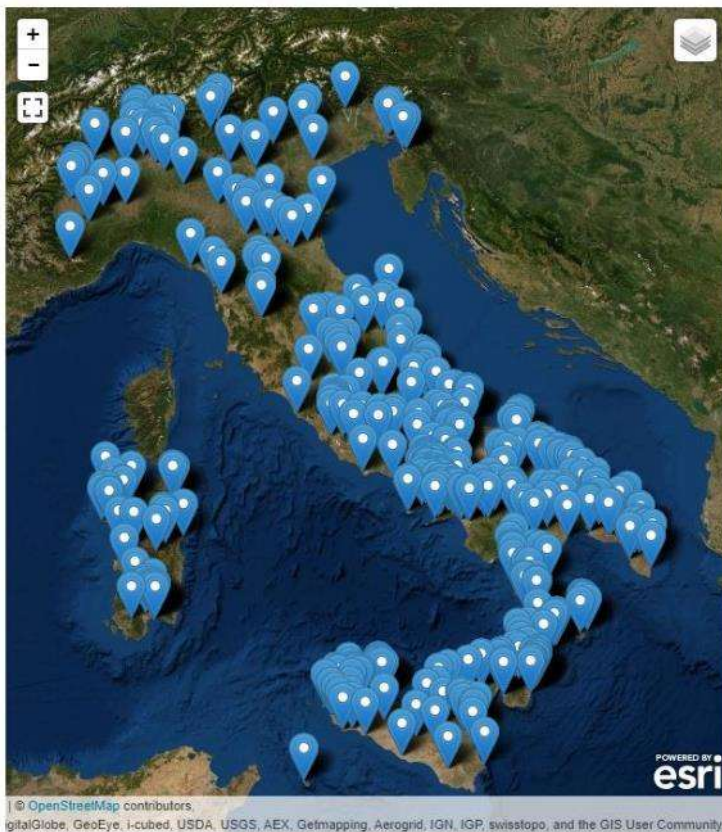 +
−
POWERED BY
esri
| © OpenStreetMap contributors,
igitalGlobe, GeoEye, i-cubed, USDA, USGS, AEX, Getmapping, Aerogrid, IGN, IGP, swisstopo, and the GIS User Community